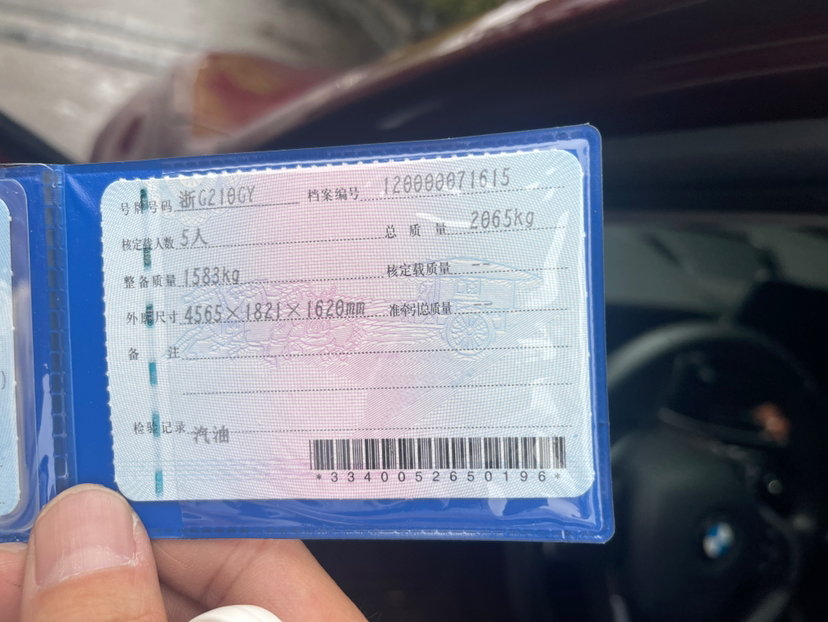 号牌号码 浙G210GY 档案编号 120000071615
核定载人数 5人 总质量 2065kg
整备质量 1583kg 核定载质量 --
外廓尺寸 4565×1821×1620mm 准牵引总质量 --
备注
检验记录 汽油
*3340052650196*